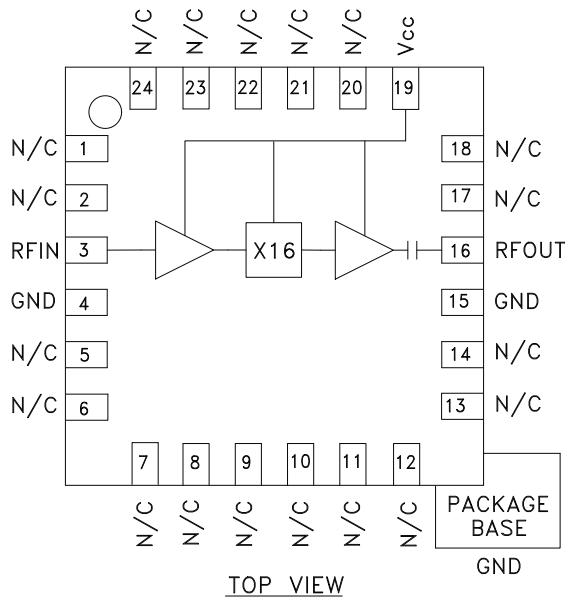 N/C N/C N/C N/C N/C Vcc
24 23 22 21 20 19
N/C 1 18 N/C
N/C 2 17 N/C
RFIN 3 X16 16 RFOUT
GND 4 15 GND
N/C 5 14 N/C
N/C 6 13 N/C
7 8 9 10 11 12
N/C N/C N/C N/C N/C N/C
PACKAGE
BASE
GND
TOP VIEW